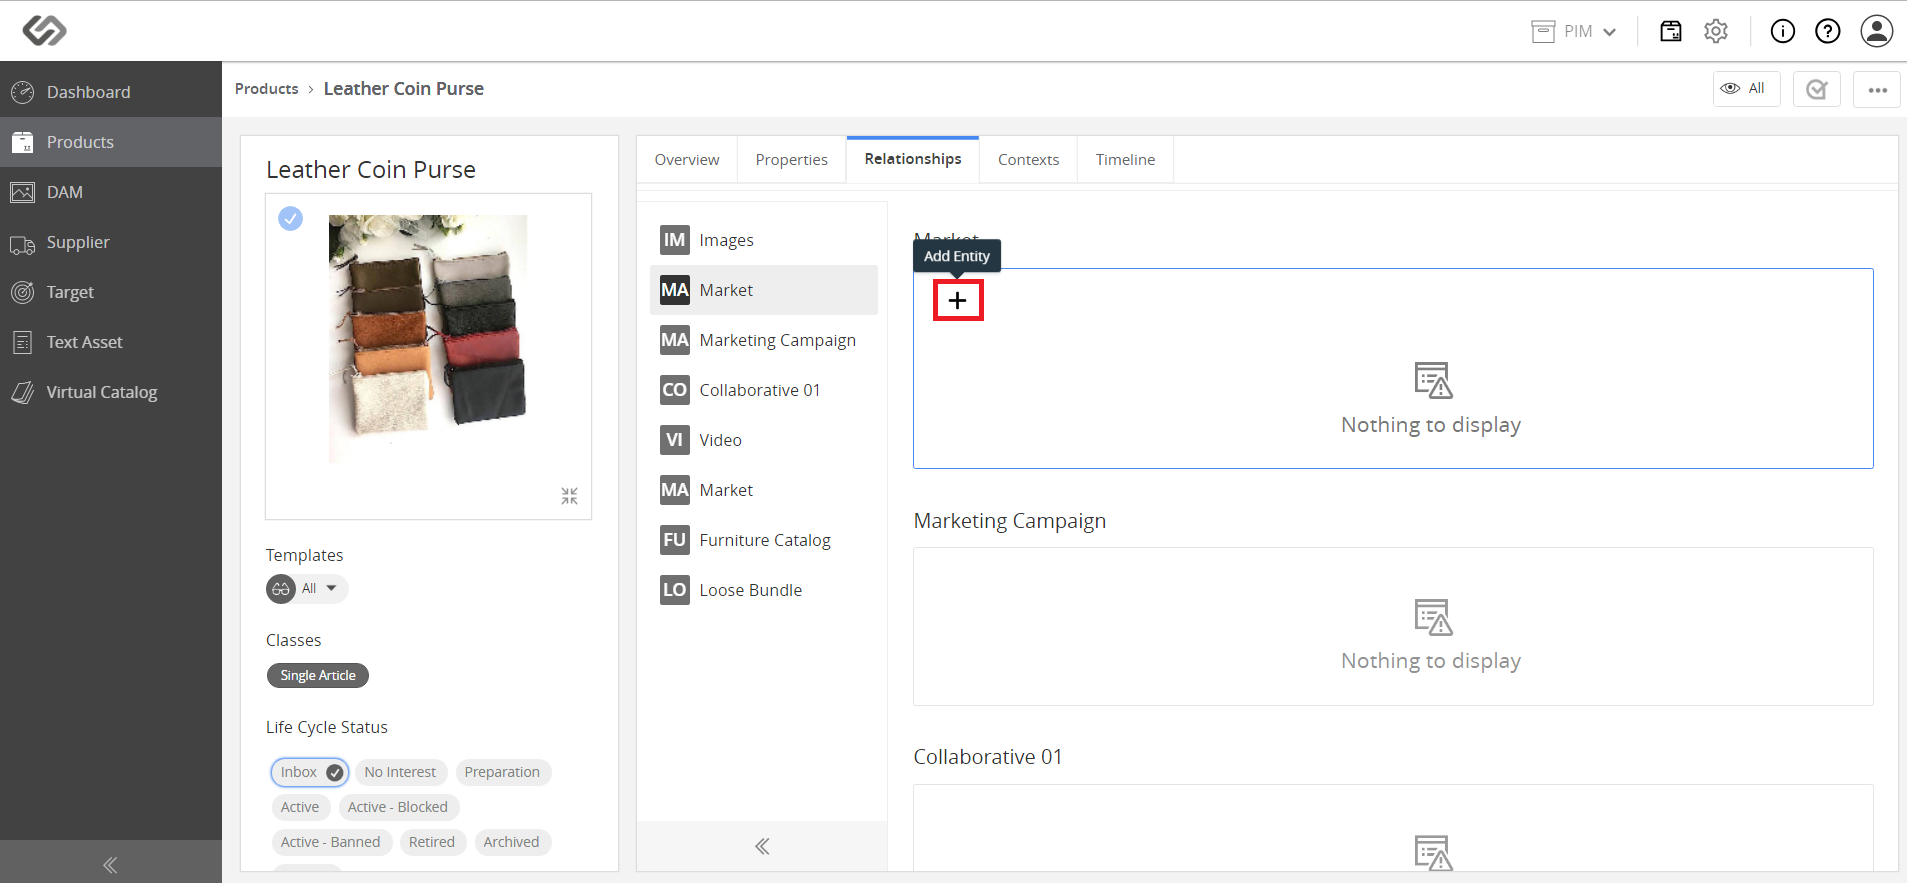 PIM
Products › Leather Coin Purse
All
Dashboard
Products
DAM
Supplier
Target
Text Asset
Virtual Catalog
Leather Coin Purse
Templates
All
Classes
Single Article
Life Cycle Status
Inbox
No Interest
Preparation
Active
Active - Blocked
Active - Banned
Retired
Archived
Overview
Properties
Relationships
Contexts
Timeline
IM Images
MA Market
MA Marketing Campaign
CO Collaborative 01
VI Video
MA Market
FU Furniture Catalog
LO Loose Bundle
Market
Add Entity
Nothing to display
Marketing Campaign
Nothing to display
Collaborative 01